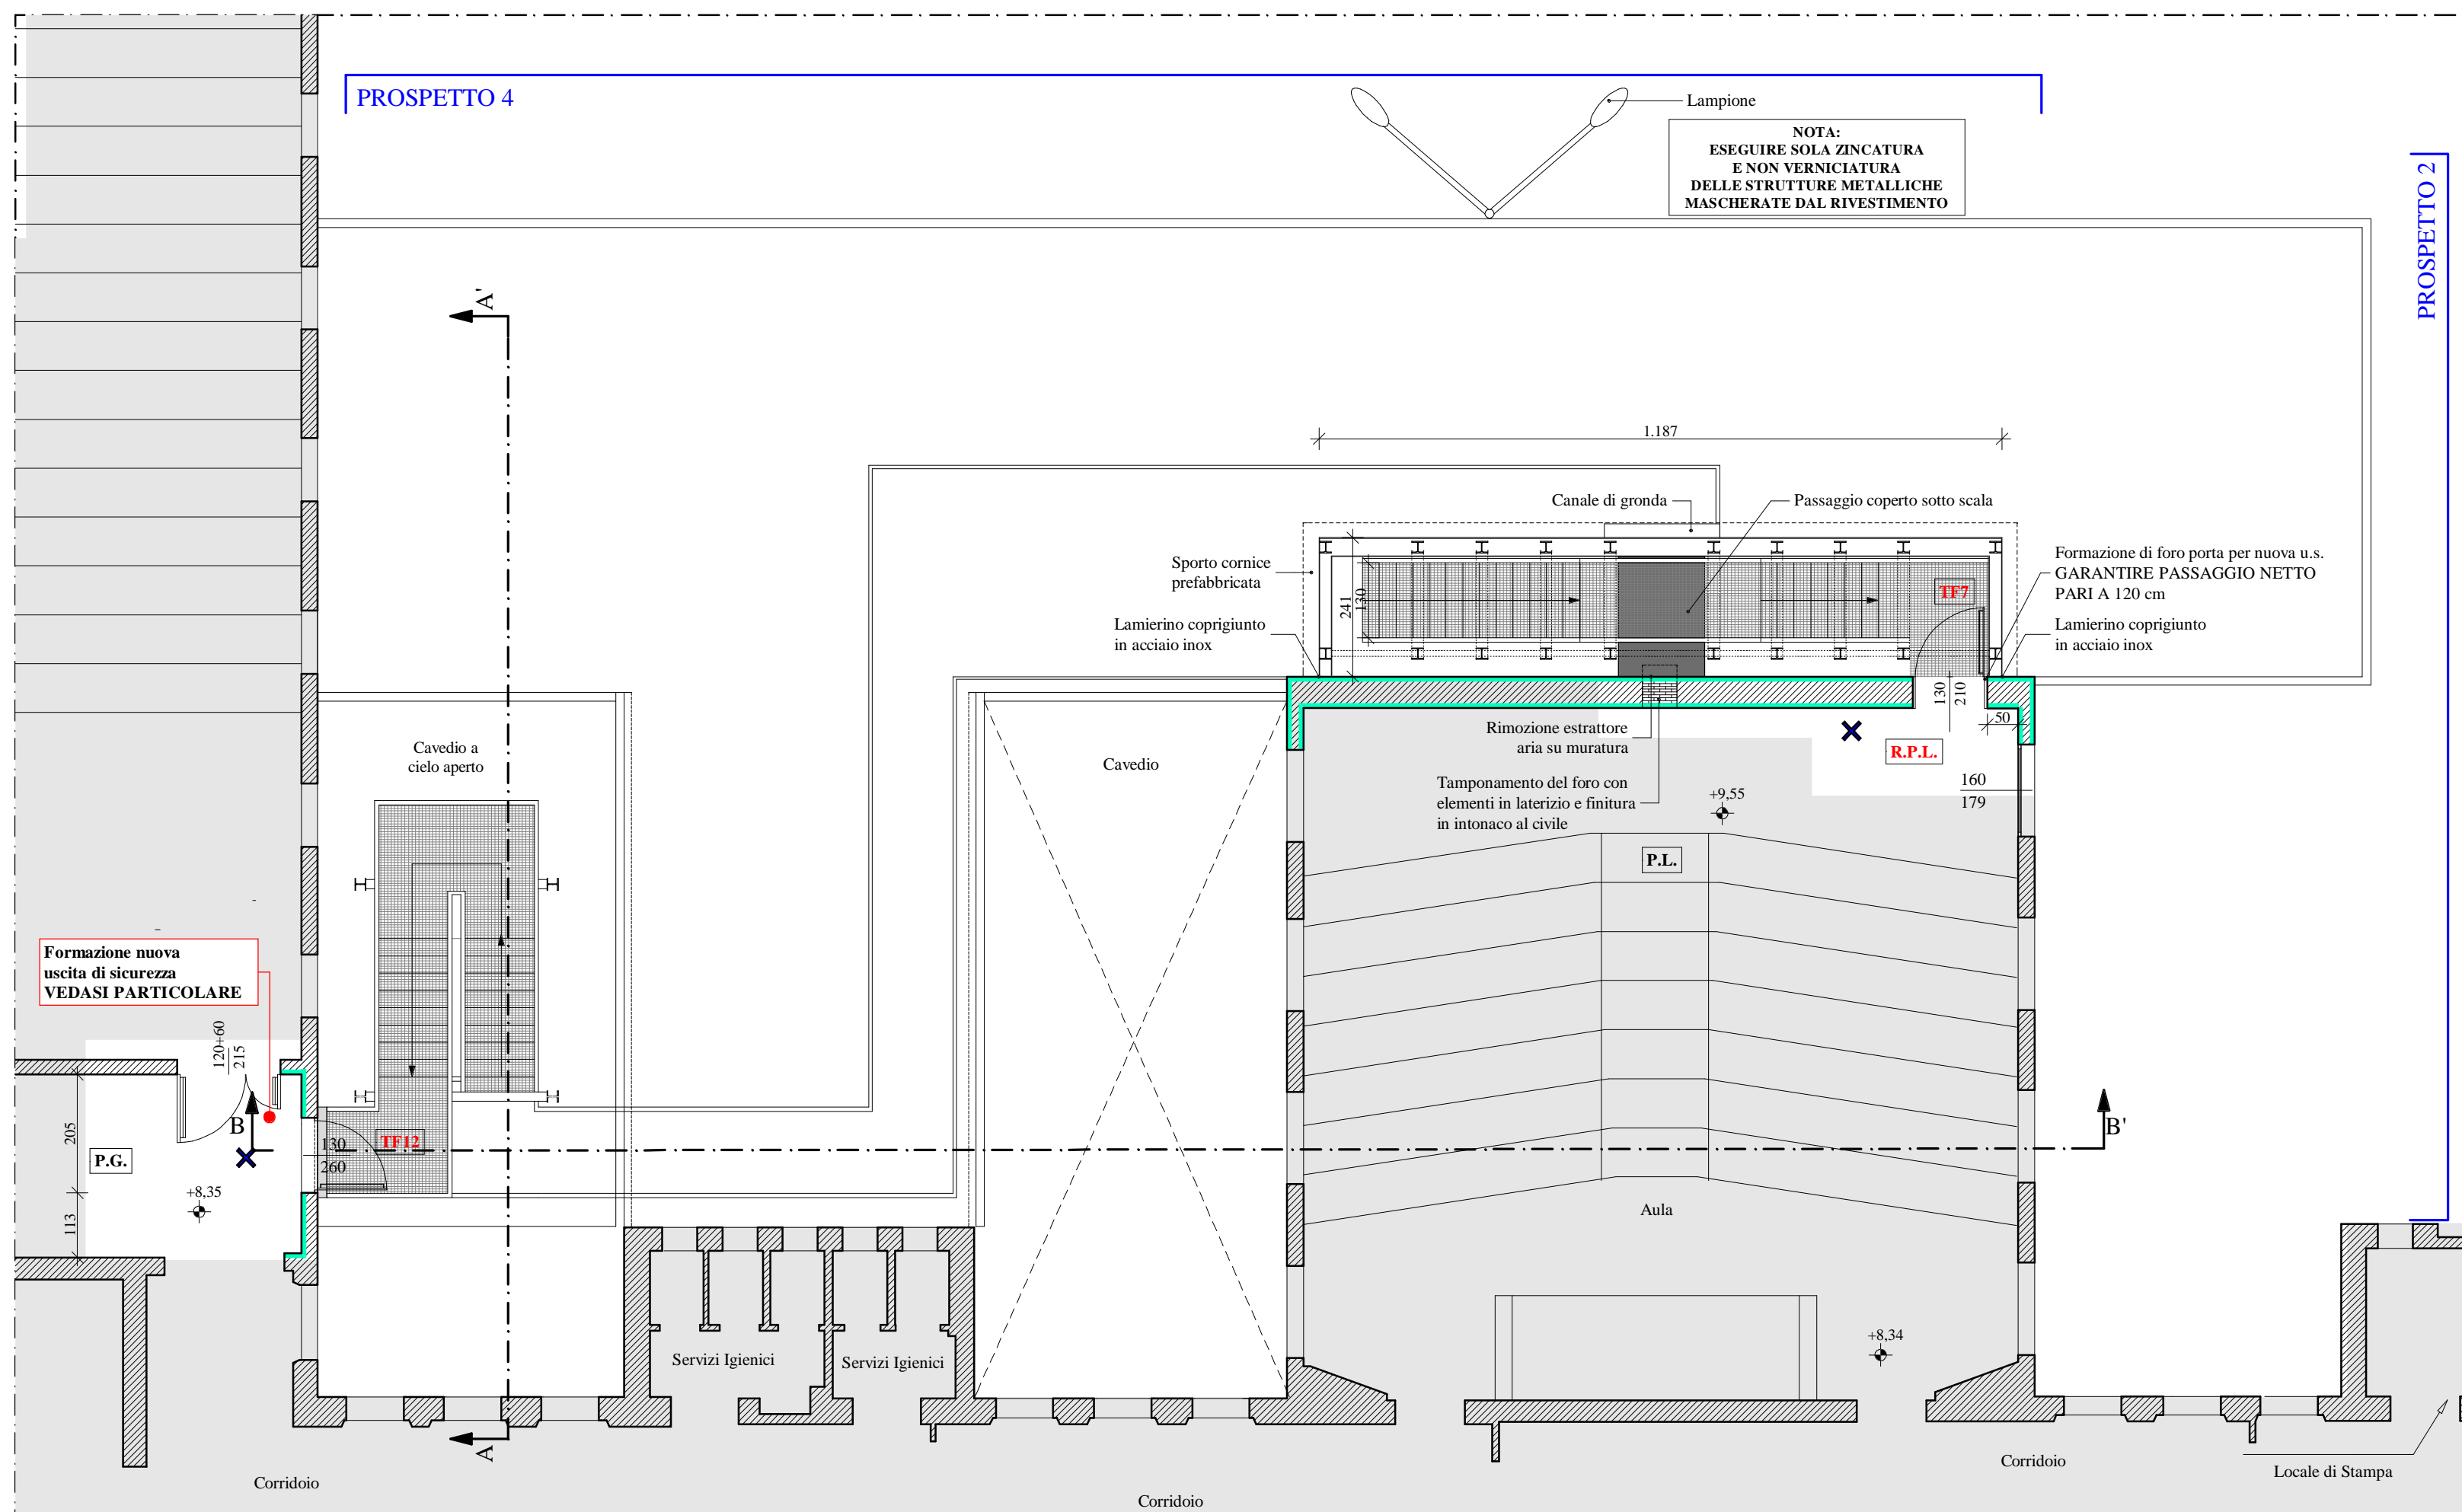 PROSPETTO 4
Lampione
NOTA:
ESEGUIRE SOLA ZINCATURA
E NON VERNICIATURA
DELLE STRUTTURE METALLICHE
MASCHERATE DAL RIVESTIMENTO
PROSPETTO 2
A'
1.187
Canale di gronda
Passaggio coperto sotto scala
Sporto cornice
prefabbricata
Formazione di foro porta per nuova u.s.
GARANTIRE PASSAGGIO NETTO
PARI A 120 cm
241
130
TF7
Lamierino coprigiunto
in acciaio inox
Lamierino coprigiunto
in acciaio inox
130
210
50
Rimozione estrattore
aria su muratura
R.P.L.
Cavedio a
cielo aperto
Cavedio
160
179
Tamponamento del foro con
elementi in laterizio e finitura
in intonaco al civile
+9,55
P.L.
Formazione nuova
uscita di sicurezza
VEDASI PARTICOLARE
120+60
215
205
B
130
260
TF12
B'
P.G.
+8,35
113
Aula
+8,34
Servizi Igienici
Servizi Igienici
A
Corridoio
Corridoio
Corridoio
Locale di Stampa